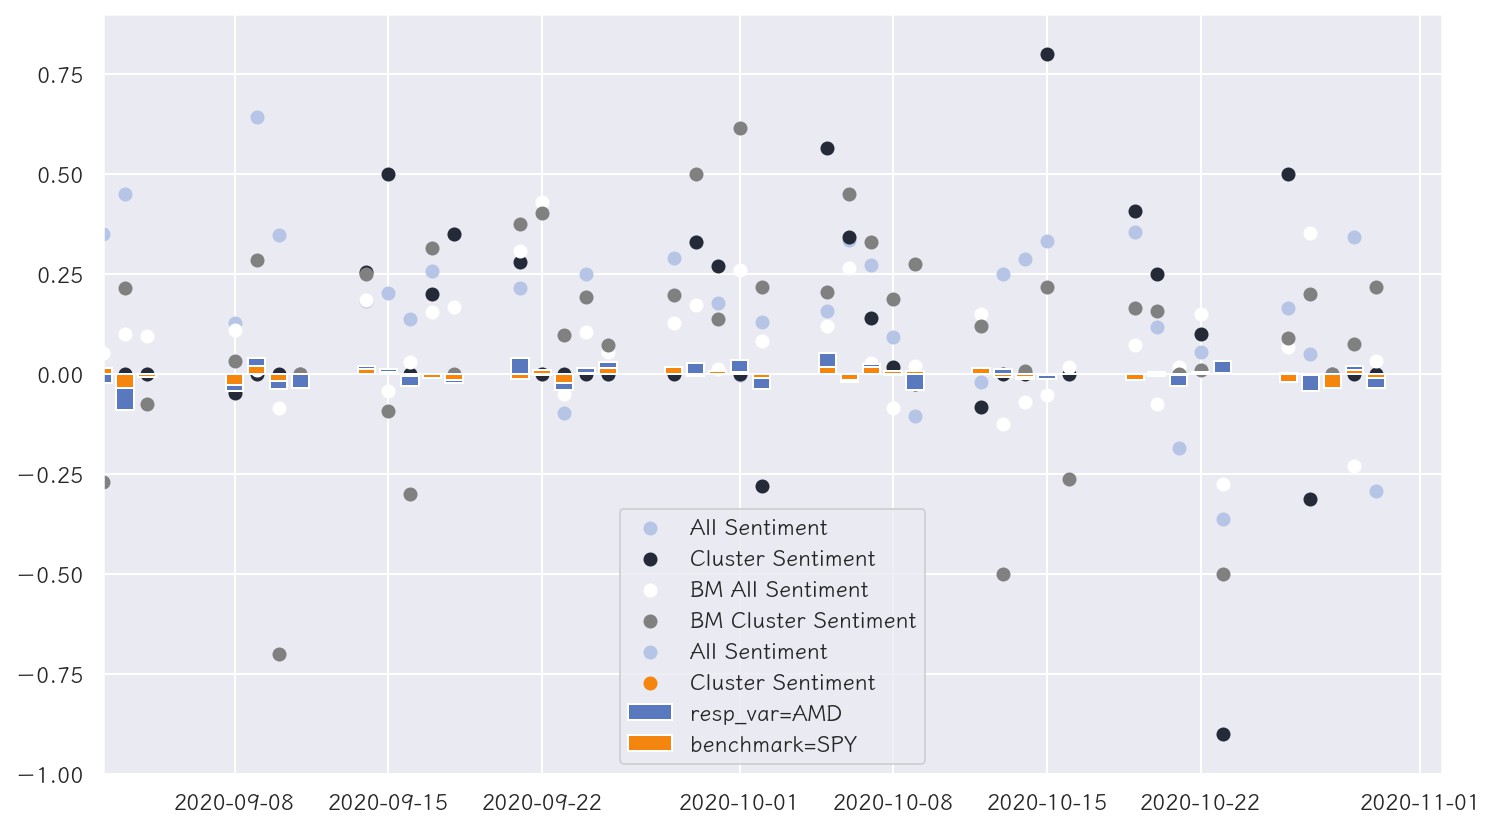 0.75
0.50
0.25
0.00
−0.25
−0.50
−0.75
−1.00
All Sentiment
Cluster Sentiment
BM All Sentiment
BM Cluster Sentiment
All Sentiment
Cluster Sentiment
resp_var=AMD
benchmark=SPY
2020-09-08 2020-09-15 2020-09-22 2020-10-01 2020-10-08 2020-10-15 2020-10-22 2020-11-01